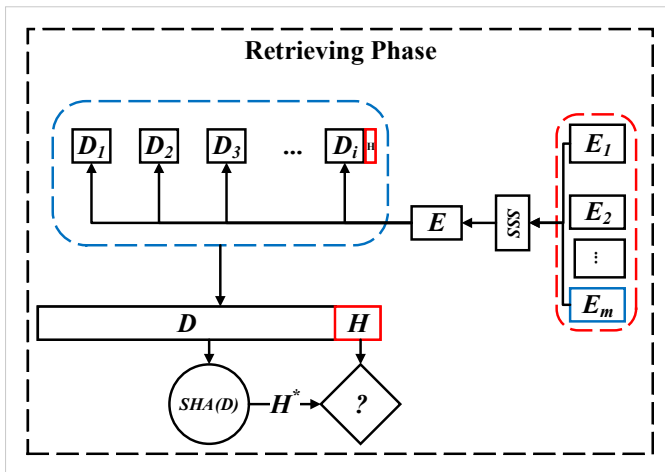 Retrieving Phase
D1 D2 D3 ... Di H
E1
E2
E SSS
...
Em
D H
SHA(D) H* ?